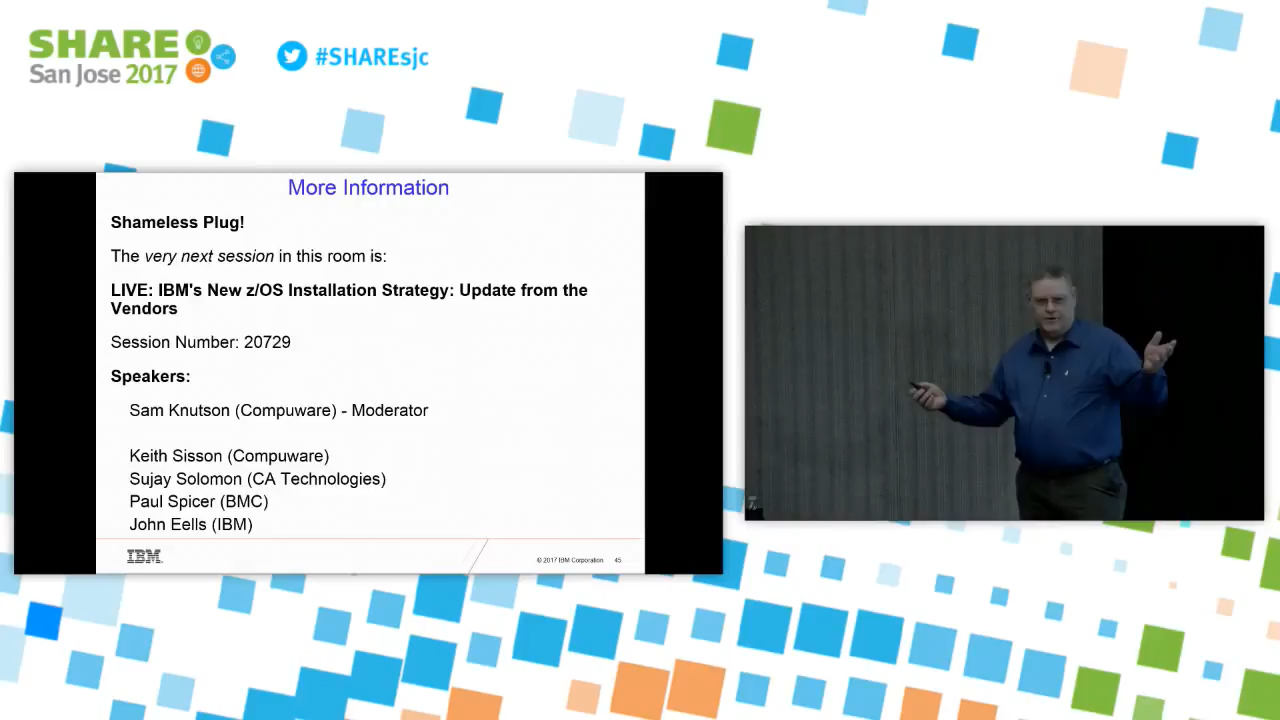 SHARE
San Jose 2017
#SHAREsjc
More Information
Shameless Plug!
The very next session in this room is:
LIVE: IBM's New z/OS Installation Strategy: Update from the
Vendors
Session Number: 20729
Speakers:
Sam Knutson (Compuware) - Moderator
Keith Sisson (Compuware)
Sujay Solomon (CA Technologies)
Paul Spicer (BMC)
John Eells (IBM)
IBM
© 2017 IBM Corporation 45